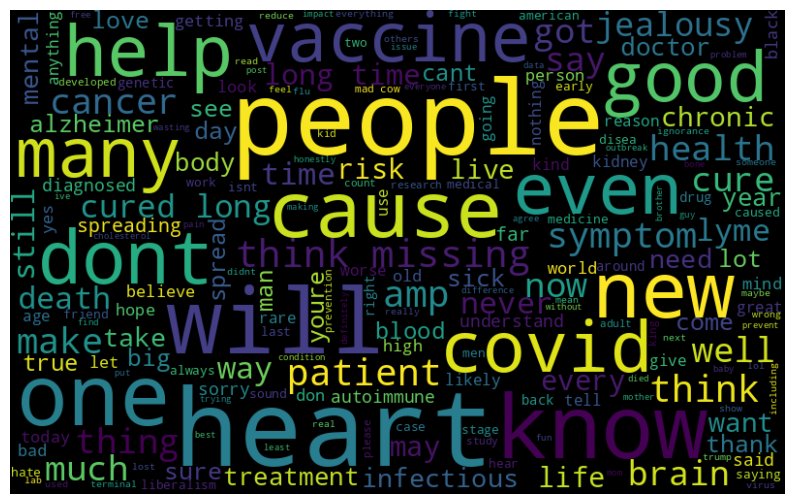 love getting reduce impact everything fight american
help vaccine got jealousy
mental anything two others issue say doctor black
developed genetic free read post long time cant person first early
cancer look feel flu mad cow everyone going nothing data problem good
alzheimer see people reason chronic
many day wasting kid disea ignorance outbreak someone
body risk live kind kidney health
diagnosed honestly time even cure
work isnt count research medical none brother drug year
still yes ive cured long cause use agree medicine guy caused
cholesterol pain making far symptom lyme
spreading spread didnt think missing need lot
dont worse old sick now world around mind
death believe man right difference never mean without great maybe
age friend hope youre prevention rare amp really understand adult new come wrong prevent
make take find will last definitely blood covid king next well
true let big way high men give baby lol
always condition patient likely every died think including
one put sorry sound don autoimmune back tell mother show want
trying heart stage know thank
today thing best real case may study hear fun trump said
bad least please
hate much sure treatment infectious life brain saying
lab used lost terminal liberalism mom virus